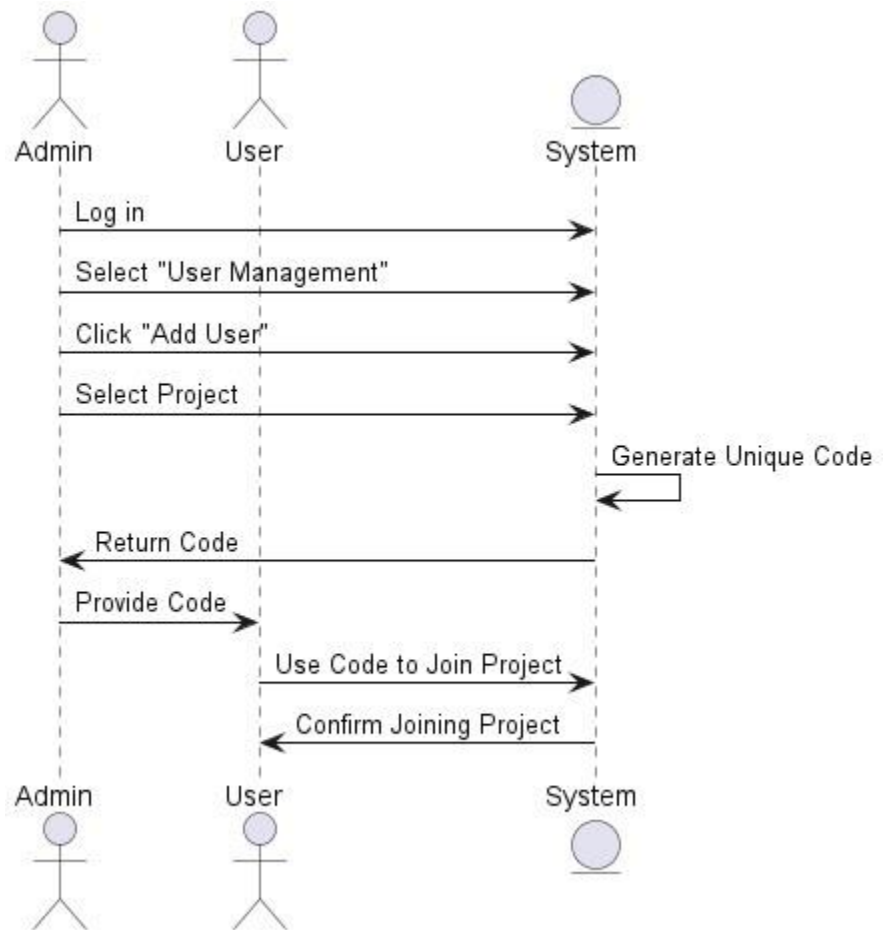 Admin User System
Log in
Select "User Management"
Click "Add User"
Select Project
Generate Unique Code
Return Code
Provide Code
Use Code to Join Project
Confirm Joining Project
Admin User System